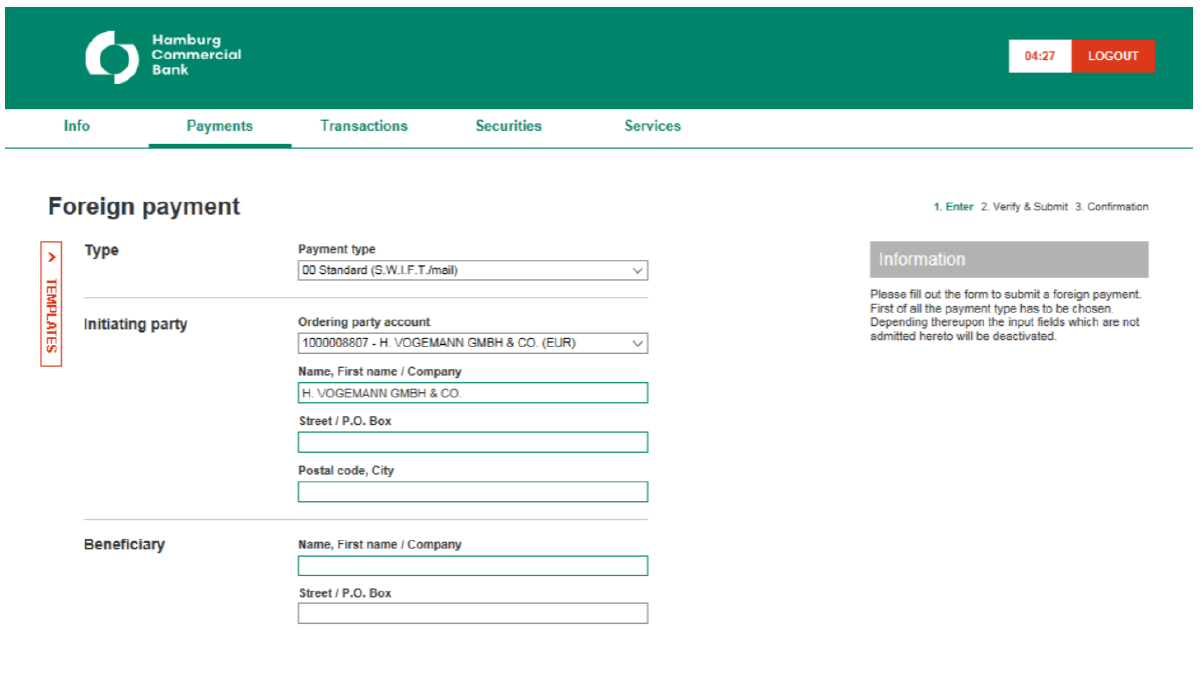 Hamburg
Commercial
Bank
04:27 LOGOUT
Info Payments Transactions Securities Services
Foreign payment
1. Enter 2. Verify & Submit 3. Confirmation
> TEMPLATES
Type
Payment type
00 Standard (S.W.I.F.T./mail)
Initiating party
Ordering party account
1000008807 - H. VOGEMANN GMBH & CO. (EUR)
Name, First name / Company
H. VOGEMANN GMBH & CO.
Street / P.O. Box
Postal code, City
Beneficiary
Name, First name / Company
Street / P.O. Box
Information
Please fill out the form to submit a foreign payment.
First of all the payment type has to be chosen.
Depending thereupon the input fields which are not
admitted hereto will be deactivated.